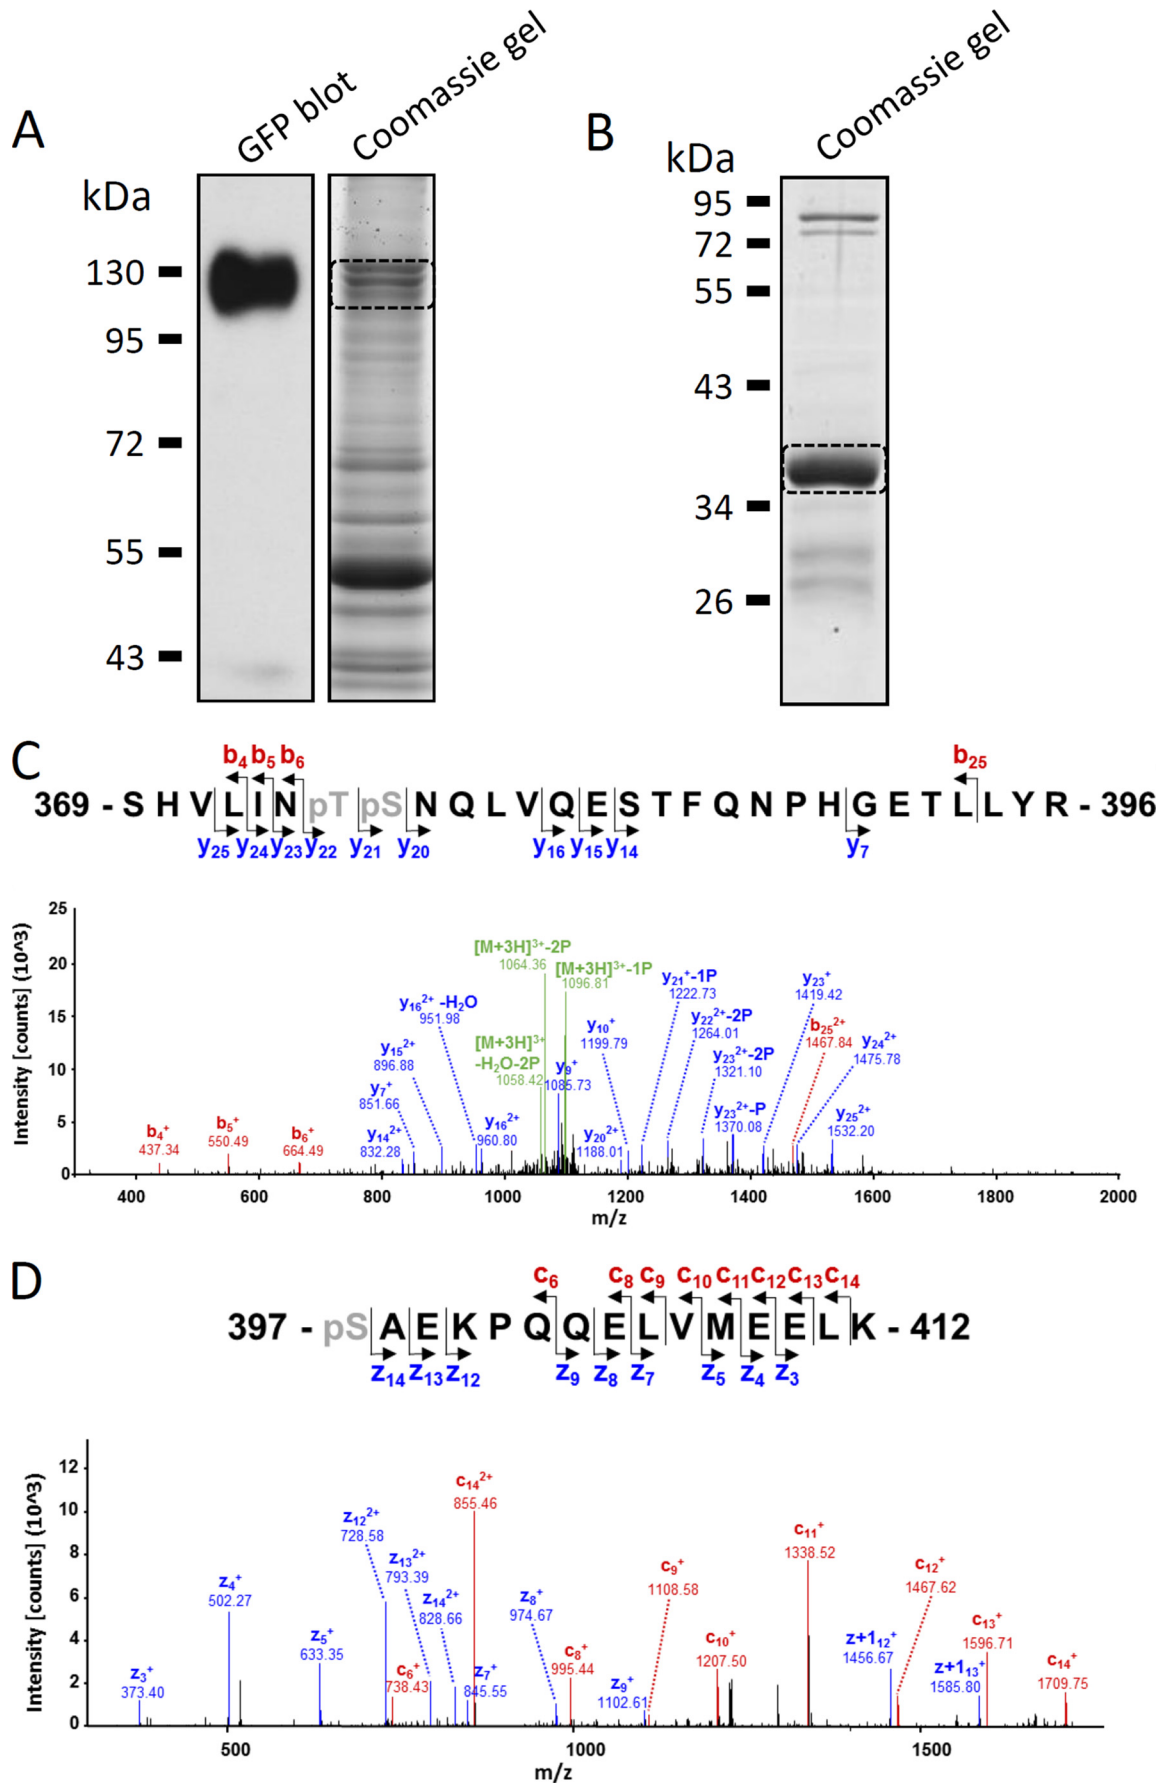 A
GFP blot
Coomassie gel
kDa
130
95
72
55
43
B
Coomassie gel
kDa
95
72
55
43
34
26
C
b4 b5 b6 b25
369 - S H V L I N pT pS N Q L V Q E S T F Q N P H G E T L L Y R - 396
y25 y24 y23 y22 y21 y20 y16 y15 y14 y7
Intensity [counts] (10^3)
25
20
15
10
5
0
b4+
437.34
b5+
550.49
b6+
664.49
y14 2+
832.28
y7+
851.66
y15 2+
896.88
y16 2+ -H2O
951.98
y16 2+
960.80
[M+3H]3+
-H2O-2P
1058.42
[M+3H]3+-2P
1064.36
[M+3H]3+-1P
1096.81
y9+
1085.73
y10+
1199.79
y20 2+
1188.01
y21+-1P
1222.73
y22 2+-2P
1264.01
y23 2+-2P
1321.10
y23 2+-P
1370.08
y23+
1419.42
b25 2+
1467.84
y24 2+
1475.78
y25 2+
1532.20
400 600 800 1000 1200 1400 1600 1800 2000
m/z
D
c6 c8 c9 c10 c11 c12 c13 c14
397 - pS A E K P Q Q E L V M E E L K - 412
z14 z13 z12 z9 z8 z7 z5 z4 z3
Intensity [counts] (10^3)
12
10
8
6
4
2
0
z3+
373.40
z4+
502.27
z5+
633.35
z12 2+
728.58
c6+
738.43
z13 2+
793.39
z14 2+
828.66
z7+
845.55
c14 2+
855.46
z8+
974.67
c8+
995.44
z9+
1102.61
c9+
1108.58
c10+
1207.50
c11+
1338.52
z+1 12+
1456.67
c12+
1467.62
z+1 13+
1585.80
c13+
1596.71
c14+
1709.75
500 1000 1500
m/z